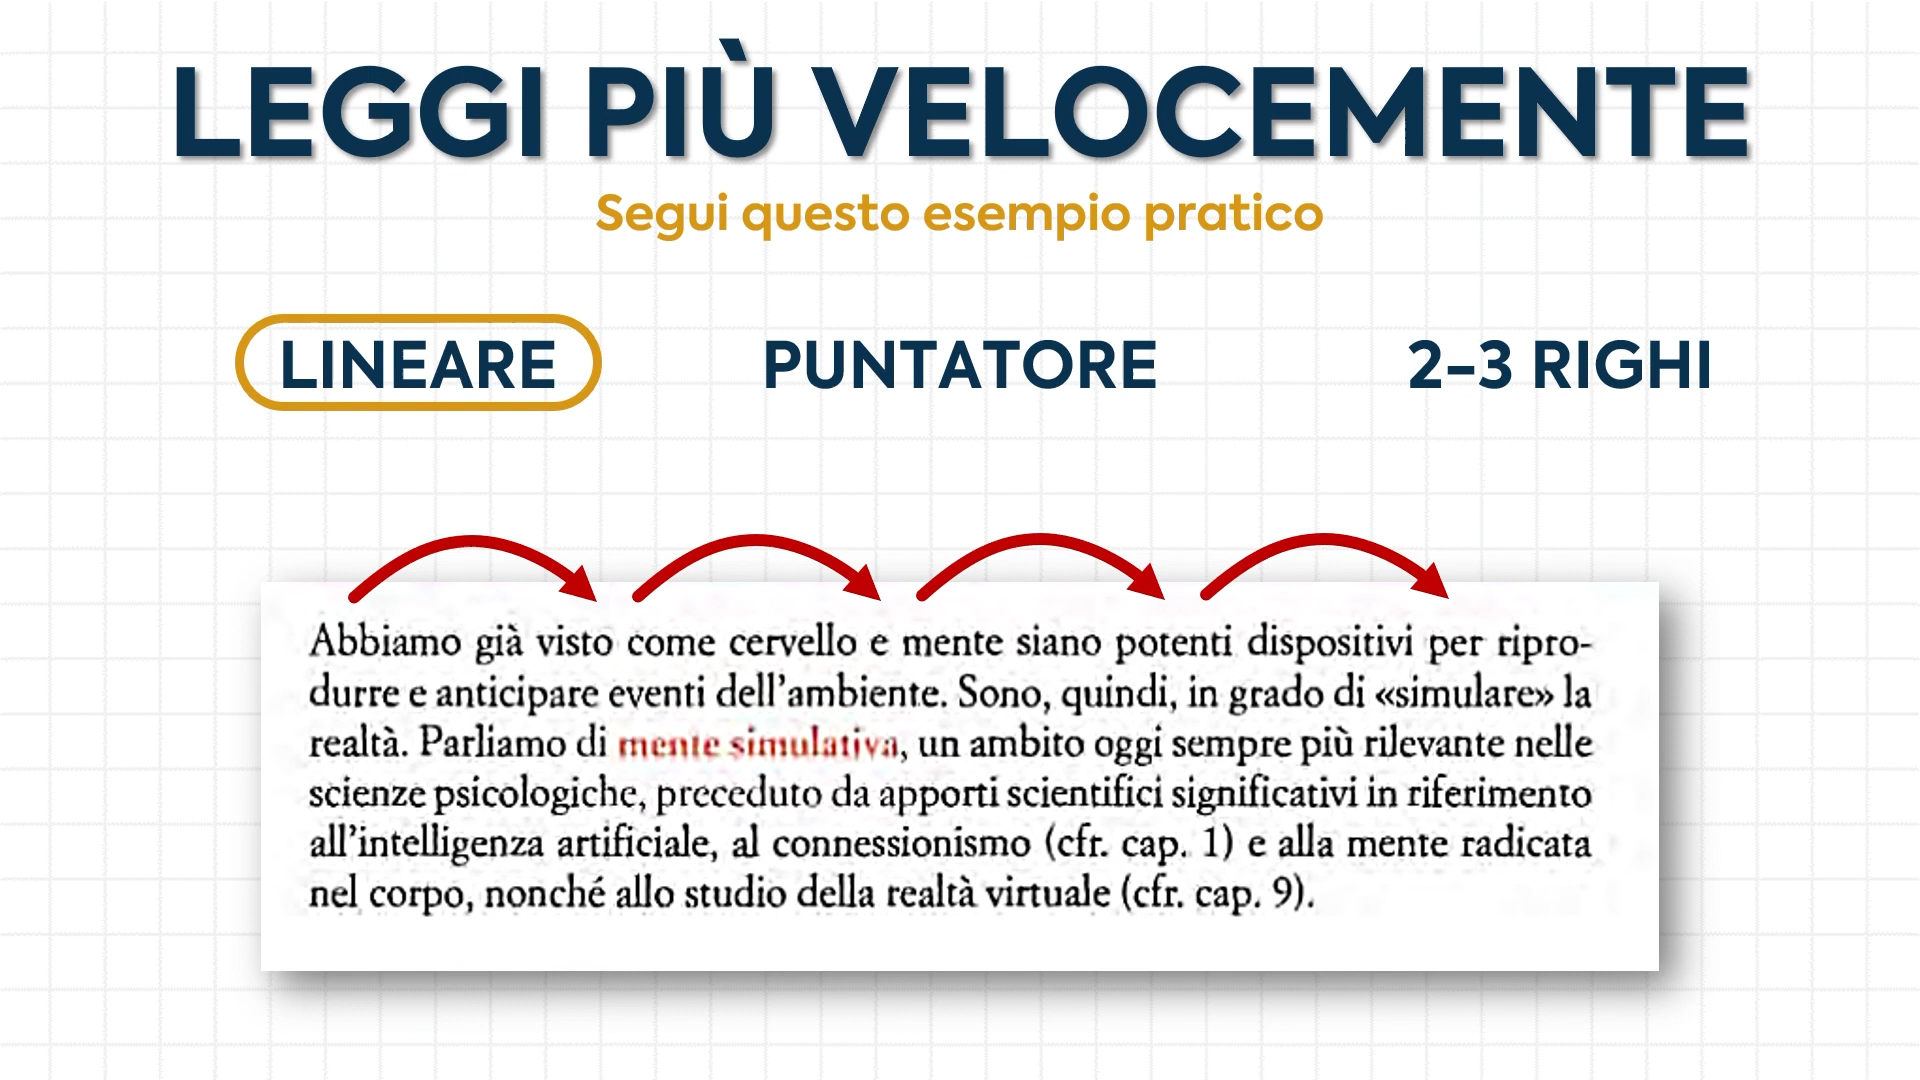 LEGGI PIÙ VELOCEMENTE
Segui questo esempio pratico
LINEARE PUNTATORE 2-3 RIGHI
Abbiamo già visto come cervello e mente siano potenti dispositivi per ripro-
durre e anticipare eventi dell'ambiente. Sono, quindi, in grado di «simulare» la
realtà. Parliamo di mente simulativa, un ambito oggi sempre più rilevante nelle
scienze psicologiche, preceduto da apporti scientifici significativi in riferimento
all'intelligenza artificiale, al connessionismo (cfr. cap. 1) e alla mente radicata
nel corpo, nonché allo studio della realtà virtuale (cfr. cap. 9).